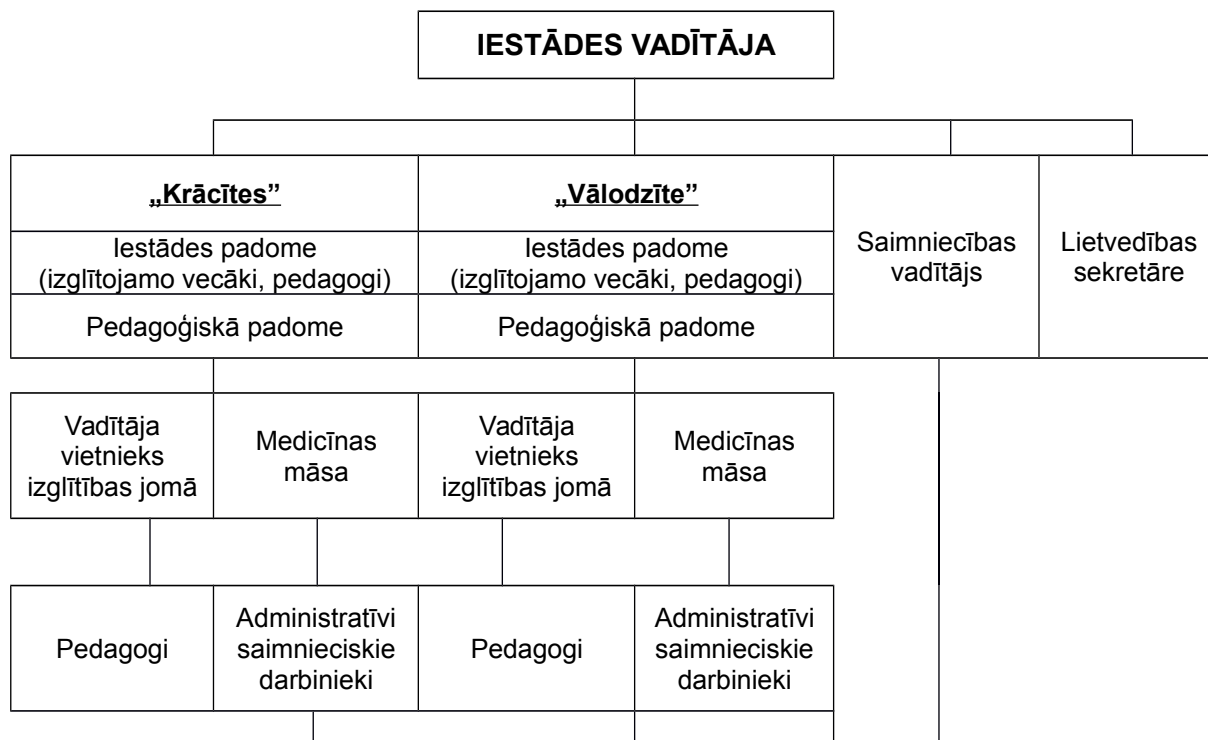 IESTĀDES VADĪTĀJA
„Krācītes”
„Vālodzīte”
Iestādes padome
(izglītojamo vecāki, pedagogi)
Iestādes padome
(izglītojamo vecāki, pedagogi)
Saimniecības
vadītājs
Lietvedības
sekretāre
Pedagoģiskā padome
Pedagoģiskā padome
Vadītāja
vietnieks
izglītības jomā
Medicīnas
māsa
Vadītāja
vietnieks
izglītības jomā
Medicīnas
māsa
Pedagogi
Administratīvi
saimnieciskie
darbinieki
Pedagogi
Administratīvi
saimnieciskie
darbinieki